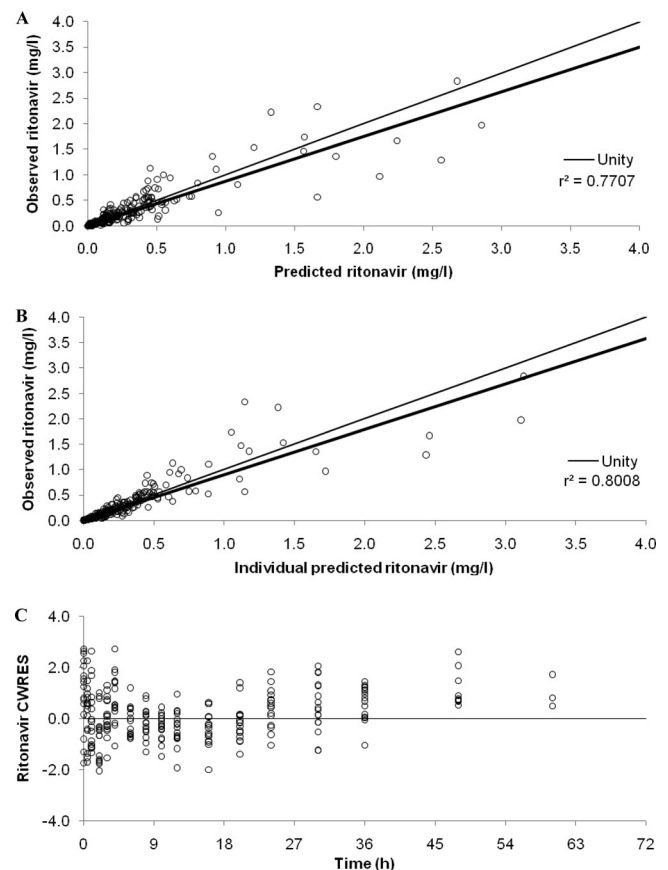 A
Observed ritonavir (mg/l)
4.0
3.5
3.0
2.5
2.0
1.5
1.0
0.5
0.0
Unity
r² = 0.7707
0.0 0.5 1.0 1.5 2.0 2.5 3.0 3.5 4.0
Predicted ritonavir (mg/l)
B
Observed ritonavir (mg/l)
4.0
3.5
3.0
2.5
2.0
1.5
1.0
0.5
0.0
Unity
r² = 0.8008
0.0 0.5 1.0 1.5 2.0 2.5 3.0 3.5 4.0
Individual predicted ritonavir (mg/l)
C
Ritonavir CWRES
4.0
2.0
0.0
-2.0
-4.0
0 9 18 27 36 45 54 63 72
Time (h)